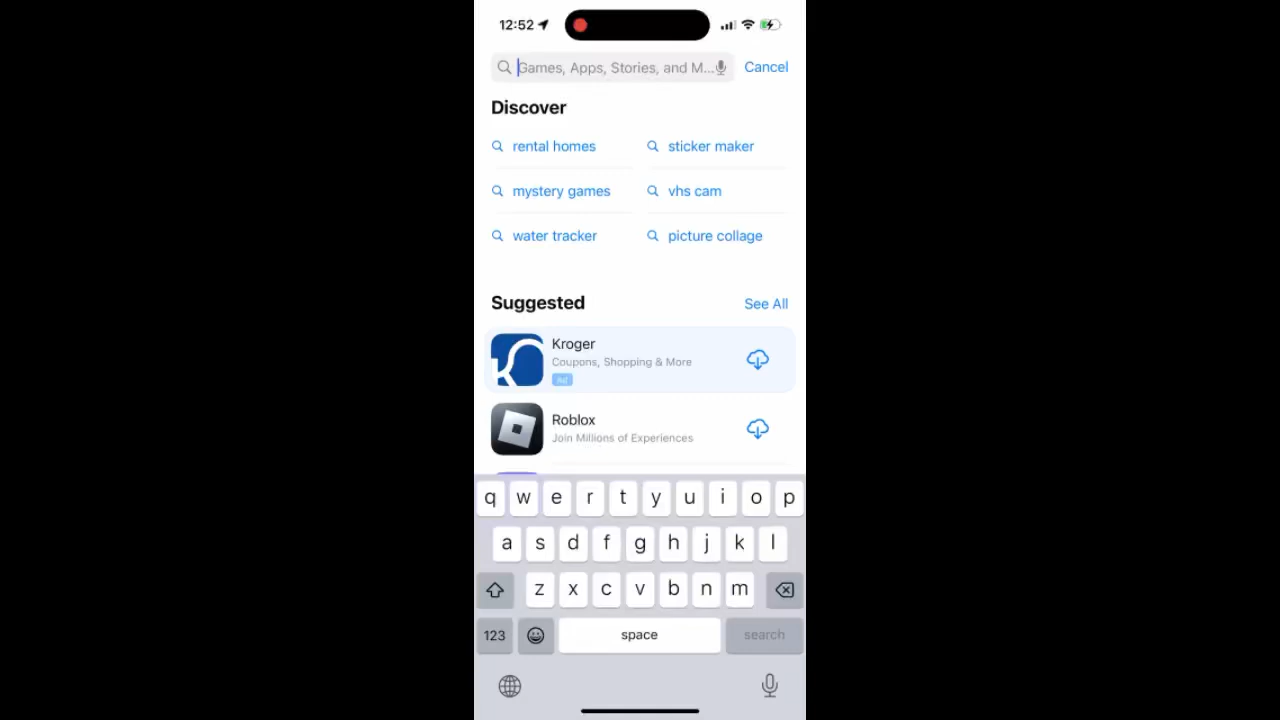 12:52
Games, Apps, Stories, and M...
Cancel
Discover
rental homes
sticker maker
mystery games
vhs cam
water tracker
picture collage
Suggested
See All
Kroger
Coupons, Shopping & More
Ad
Roblox
Join Millions of Experiences
q w e r t y u i o p
a s d f g h j k l
z x c v b n m
123
space
search